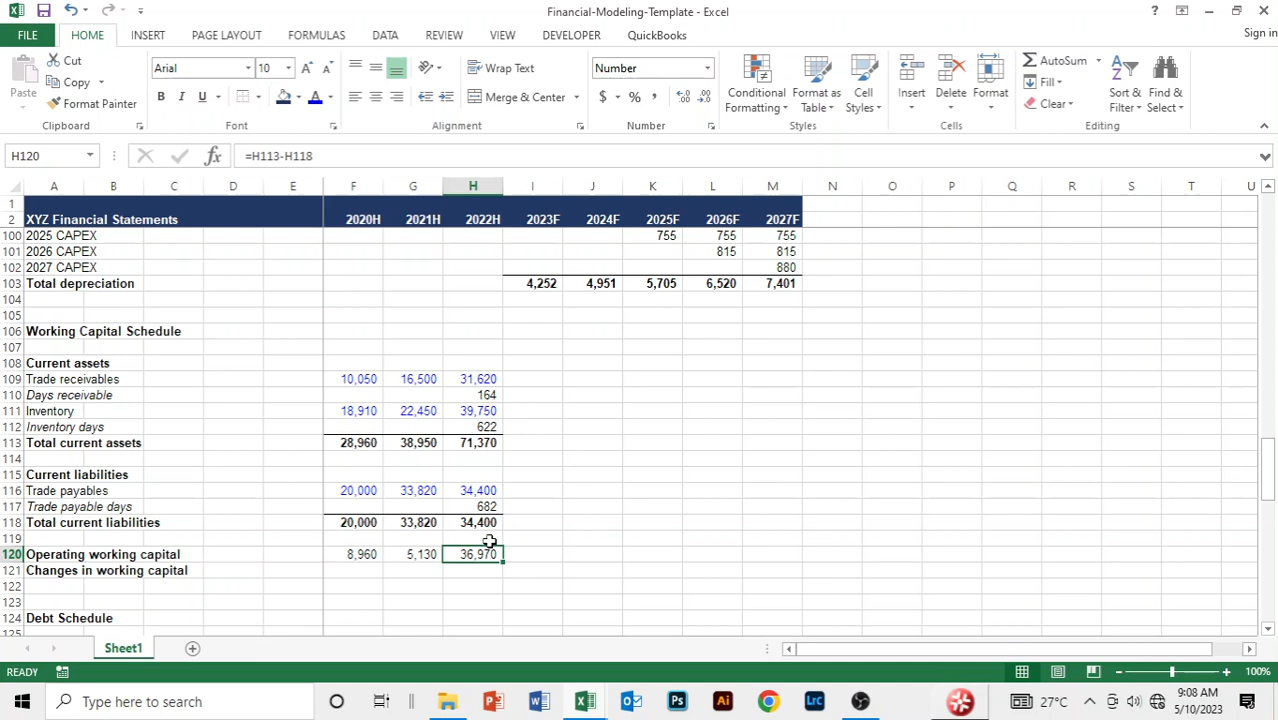 Financial-Modeling-Template - Excel
FILE HOME INSERT PAGE LAYOUT FORMULAS DATA REVIEW VIEW DEVELOPER QuickBooks Sign in
Cut Arial 10 Wrap Text Number AutoSum
Copy Fill
Paste Format Painter B I U Merge & Center $ % , Conditional Formatting Format as Table Cell Styles Insert Delete Format Clear Sort & Filter Find & Select
Clipboard Font Alignment Number Styles Cells Editing
H120 fx =H113-H118
A B C D E F G H I J K L M N O P Q R S T U
1
2 XYZ Financial Statements 2020H 2021H 2022H 2023F 2024F 2025F 2026F 2027F
100 2025 CAPEX 755 755 755
101 2026 CAPEX 815 815
102 2027 CAPEX 880
103 Total depreciation 4,252 4,951 5,705 6,520 7,401
104
105
106 Working Capital Schedule
107
108 Current assets
109 Trade receivables 10,050 16,500 31,620
110 Days receivable 164
111 Inventory 18,910 22,450 39,750
112 Inventory days 622
113 Total current assets 28,960 38,950 71,370
114
115 Current liabilities
116 Trade payables 20,000 33,820 34,400
117 Trade payable days 682
118 Total current liabilities 20,000 33,820 34,400
119
120 Operating working capital 8,960 5,130 36,970
121 Changes in working capital
122
123
124 Debt Schedule
125
Sheet1
READY 100%
Type here to search 27°C 9:08 AM
5/10/2023